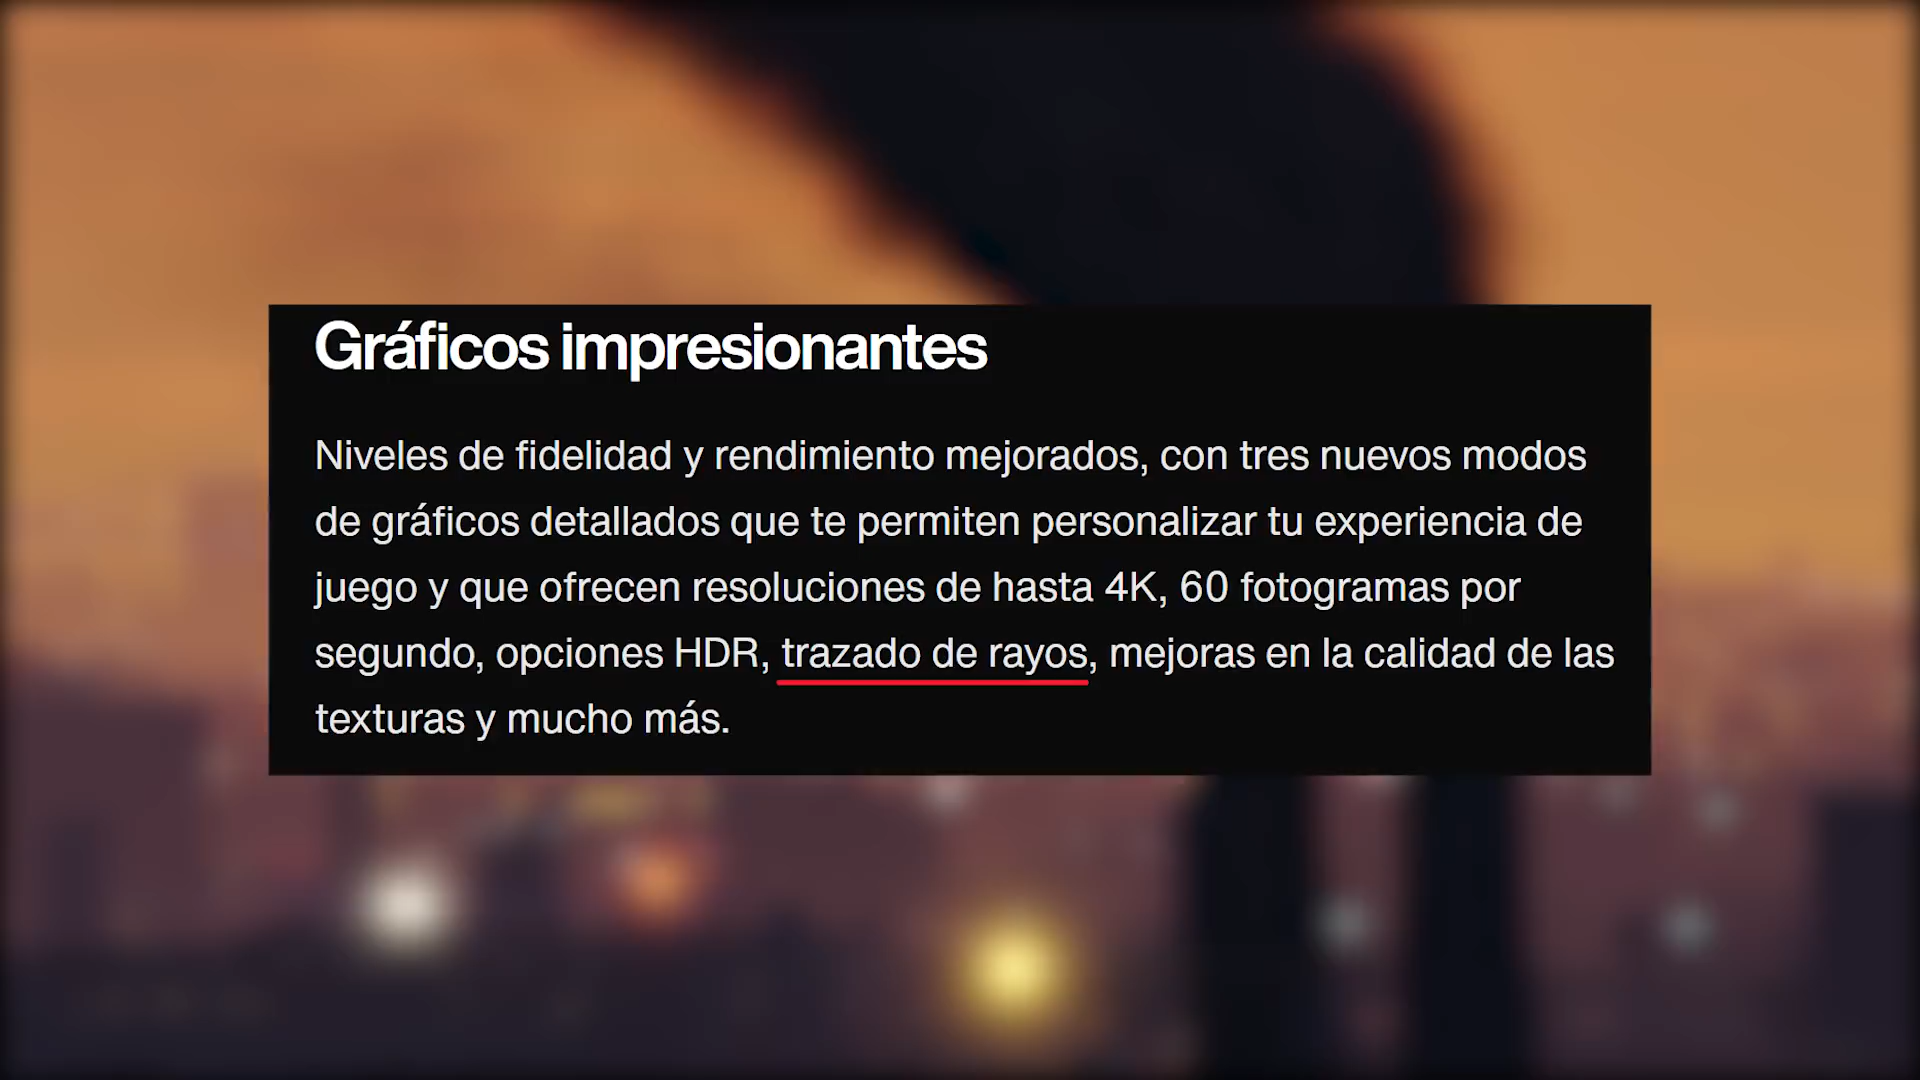 Gráficos impresionantes
Niveles de fidelidad y rendimiento mejorados, con tres nuevos modos
de gráficos detallados que te permiten personalizar tu experiencia de
juego y que ofrecen resoluciones de hasta 4K, 60 fotogramas por
segundo, opciones HDR, trazado de rayos, mejoras en la calidad de las
texturas y mucho más.